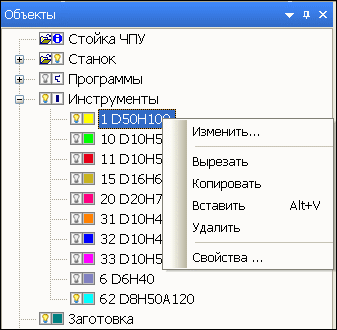 Объекты
Стойка ЧПУ
Станок
Программы
Инструменты
1 D50H100
10 D10H5
11 D10H5
15 D16H6
20 D20H7
31 D10H4
32 D10H4
33 D10H5
6 D6H40
62 D8H50A120
Заготовка
Изменить...
Вырезать
Копировать
Вставить Alt+V
Удалить
Свойства ...